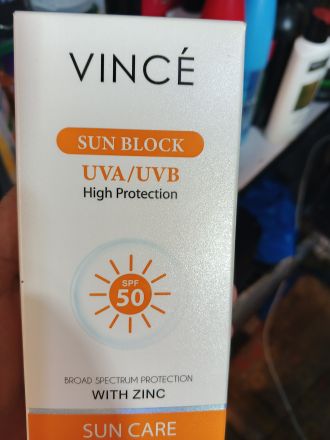 VINCÉ
SUN BLOCK
UVA/UVB
High Protection
SPF
50
BROAD SPECTRUM PROTECTION
WITH ZINC
SUN CARE